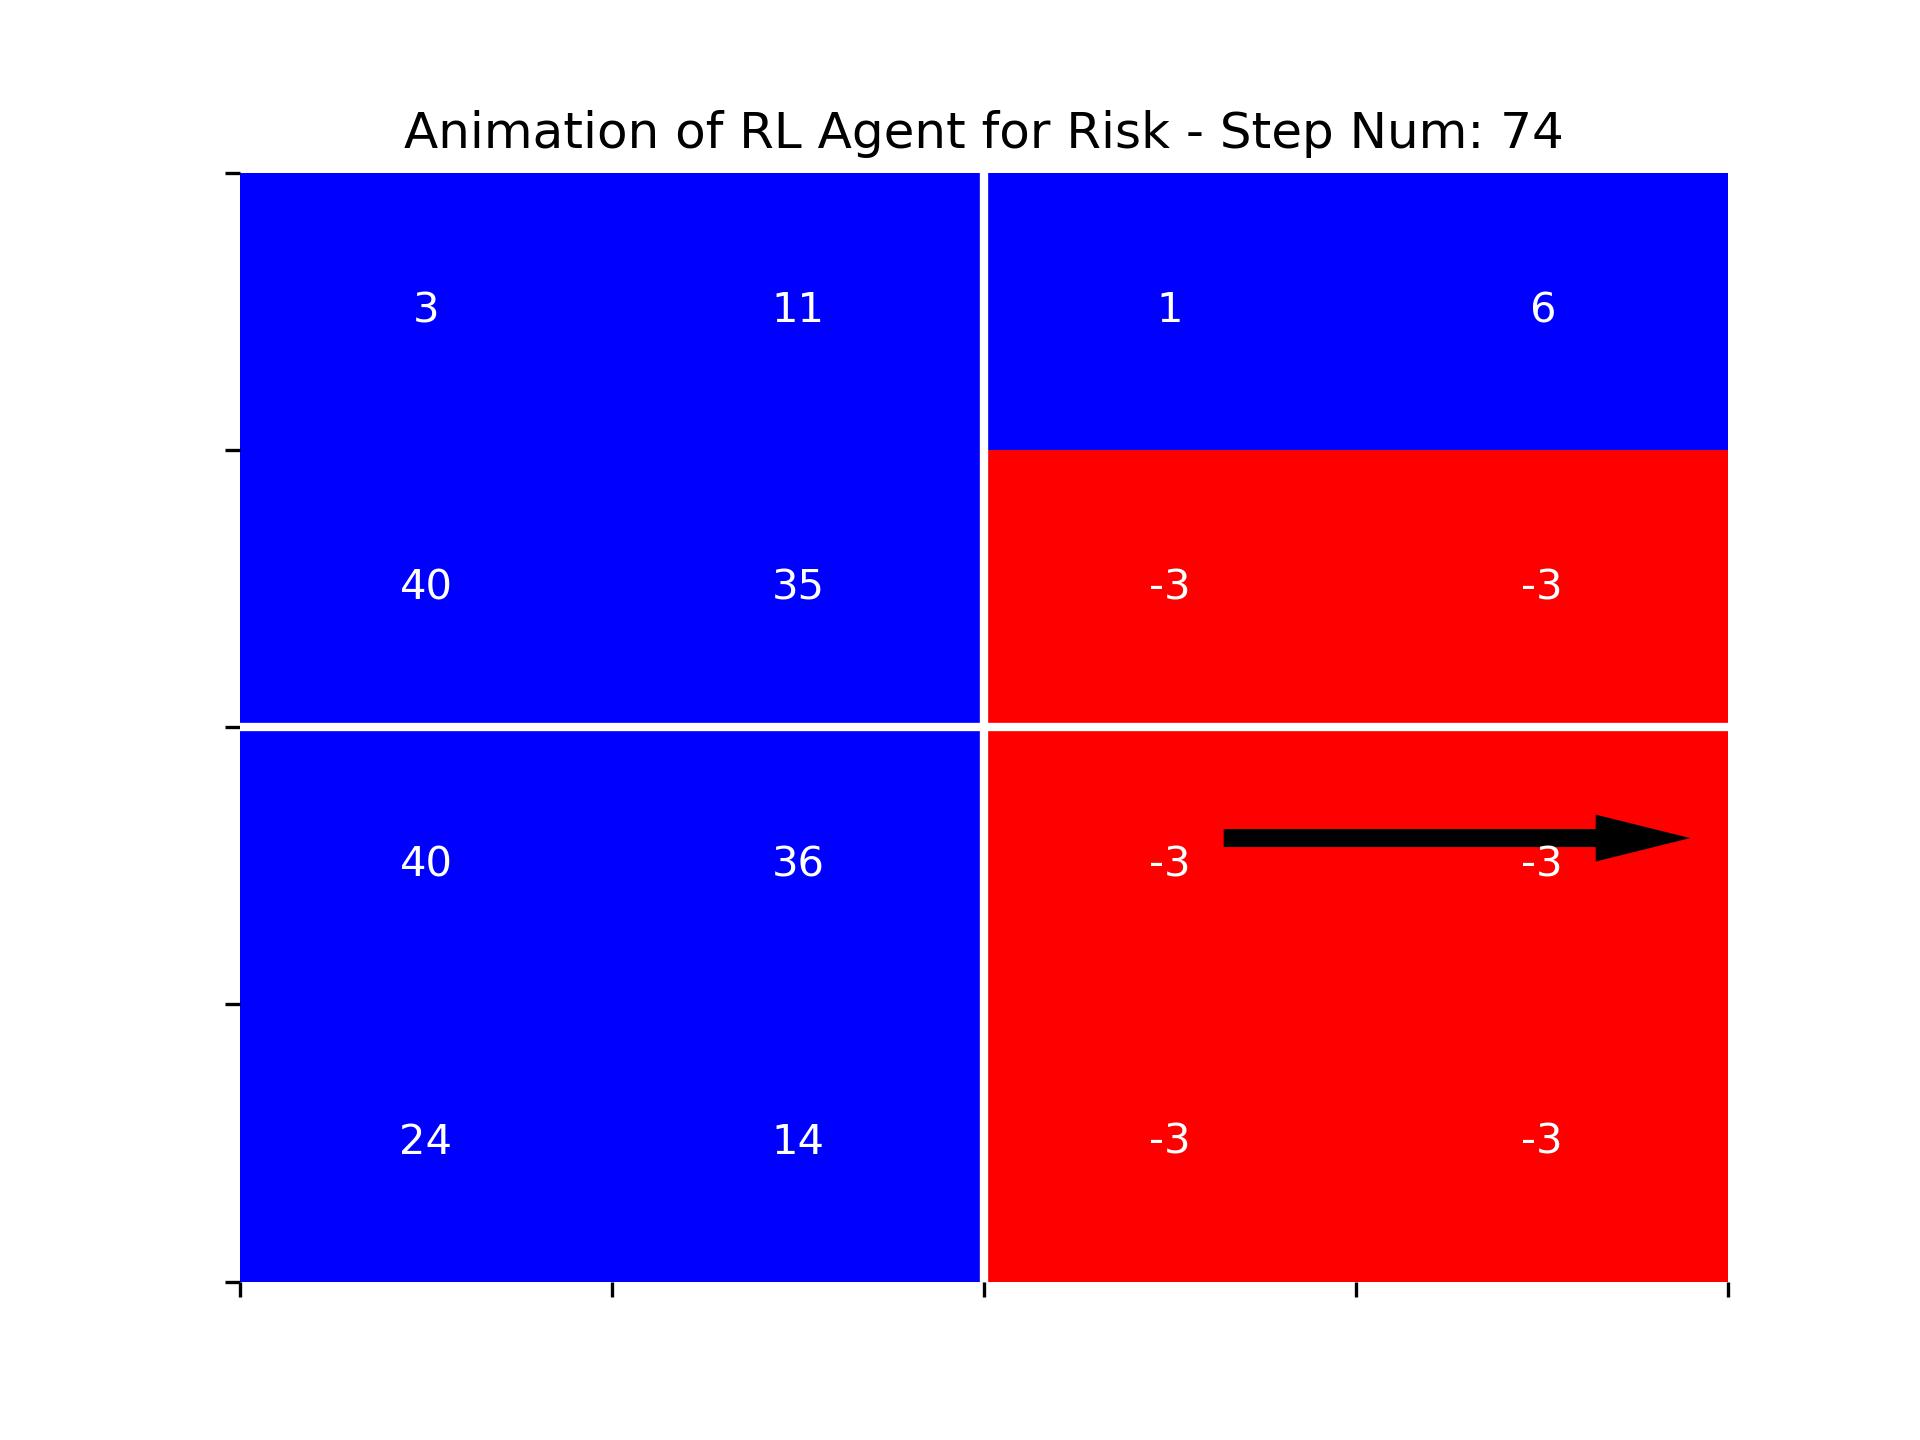 Animation of RL Agent for Risk - Step Num: 74
3 11 1 6
40 35 -3 -3
40 36 -3 -3
24 14 -3 -3